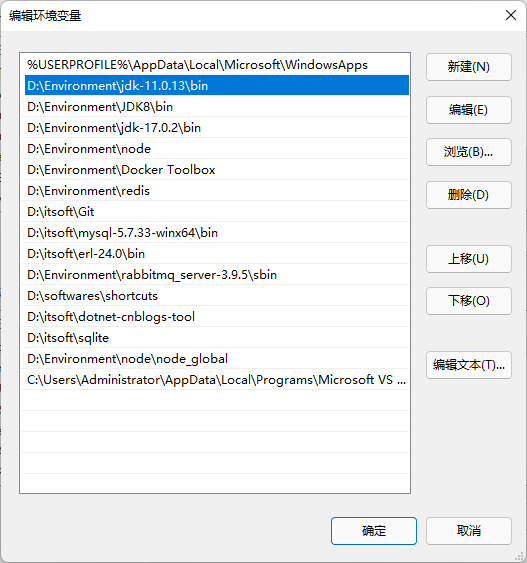 编辑环境变量
%USERPROFILE%\AppData\Local\Microsoft\WindowsApps
D:\Environment\jdk-11.0.13\bin
D:\Environment\JDK8\bin
D:\Environment\jdk-17.0.2\bin
D:\Environment\node
D:\Environment\Docker Toolbox
D:\Environment\redis
D:\itsoft\Git
D:\itsoft\mysql-5.7.33-winx64\bin
D:\itsoft\erl-24.0\bin
D:\Environment\rabbitmq_server-3.9.5\sbin
D:\softwares\shortcuts
D:\itsoft\dotnet-cnblogs-tool
D:\itsoft\sqlite
D:\Environment\node\node_global
C:\Users\Administrator\AppData\Local\Programs\Microsoft VS ...
新建(N)
编辑(E)
浏览(B)...
删除(D)
上移(U)
下移(O)
编辑文本(T)...
确定
取消